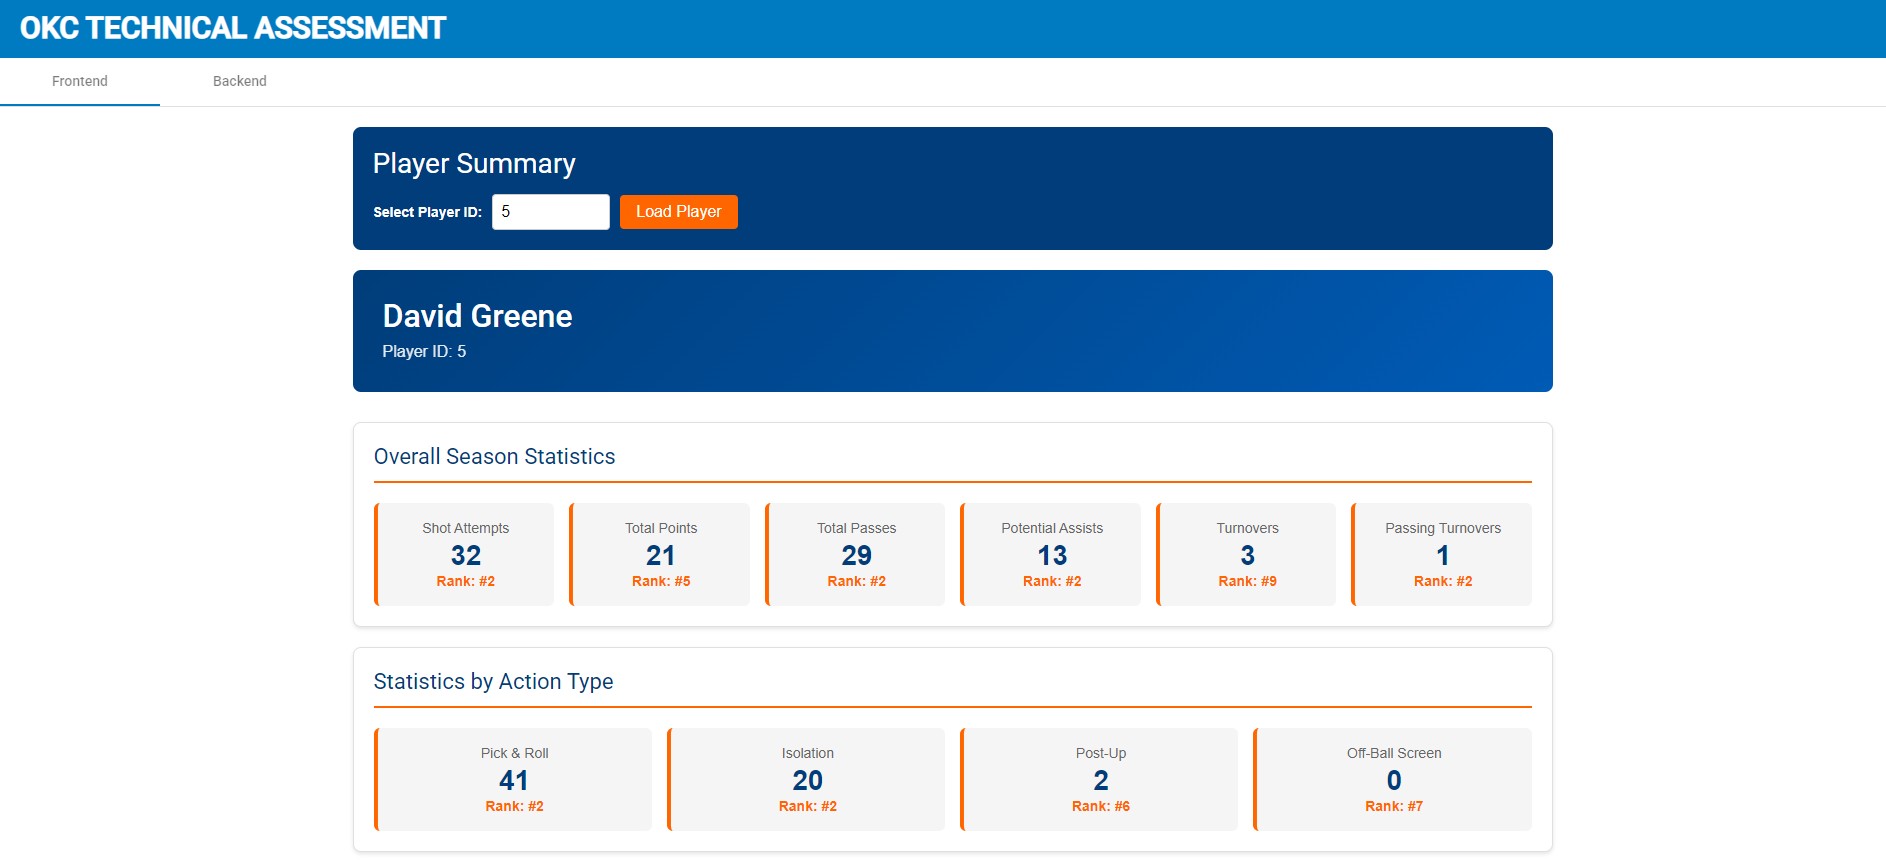 OKC TECHNICAL ASSESSMENT
Frontend Backend
Player Summary
Select Player ID: 5 Load Player
David Greene
Player ID: 5
Overall Season Statistics
Shot Attempts
32
Rank: #2
Total Points
21
Rank: #5
Total Passes
29
Rank: #2
Potential Assists
13
Rank: #2
Turnovers
3
Rank: #9
Passing Turnovers
1
Rank: #2
Statistics by Action Type
Pick & Roll
41
Rank: #2
Isolation
20
Rank: #2
Post-Up
2
Rank: #6
Off-Ball Screen
0
Rank: #7